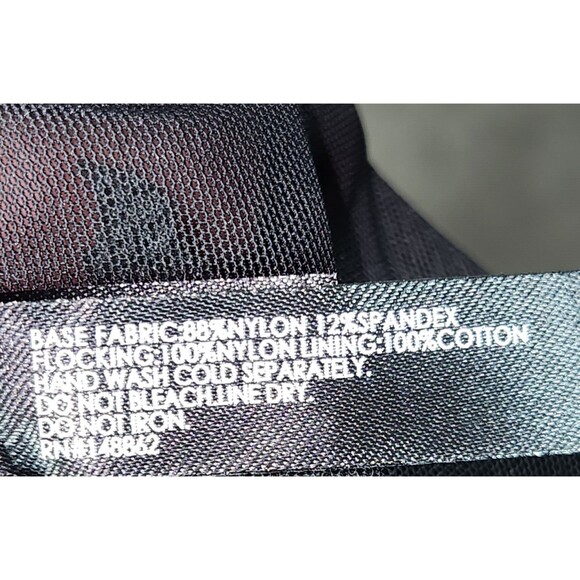 BASE FABRIC:88%NYLON 12%SPANDEX
FLOCKING:100%NYLON LINING:100%COTTON
HAND WASH COLD SEPARATELY.
DO NOT BLEACH.LINE DRY.
DO NOT IRON.
RN#148862